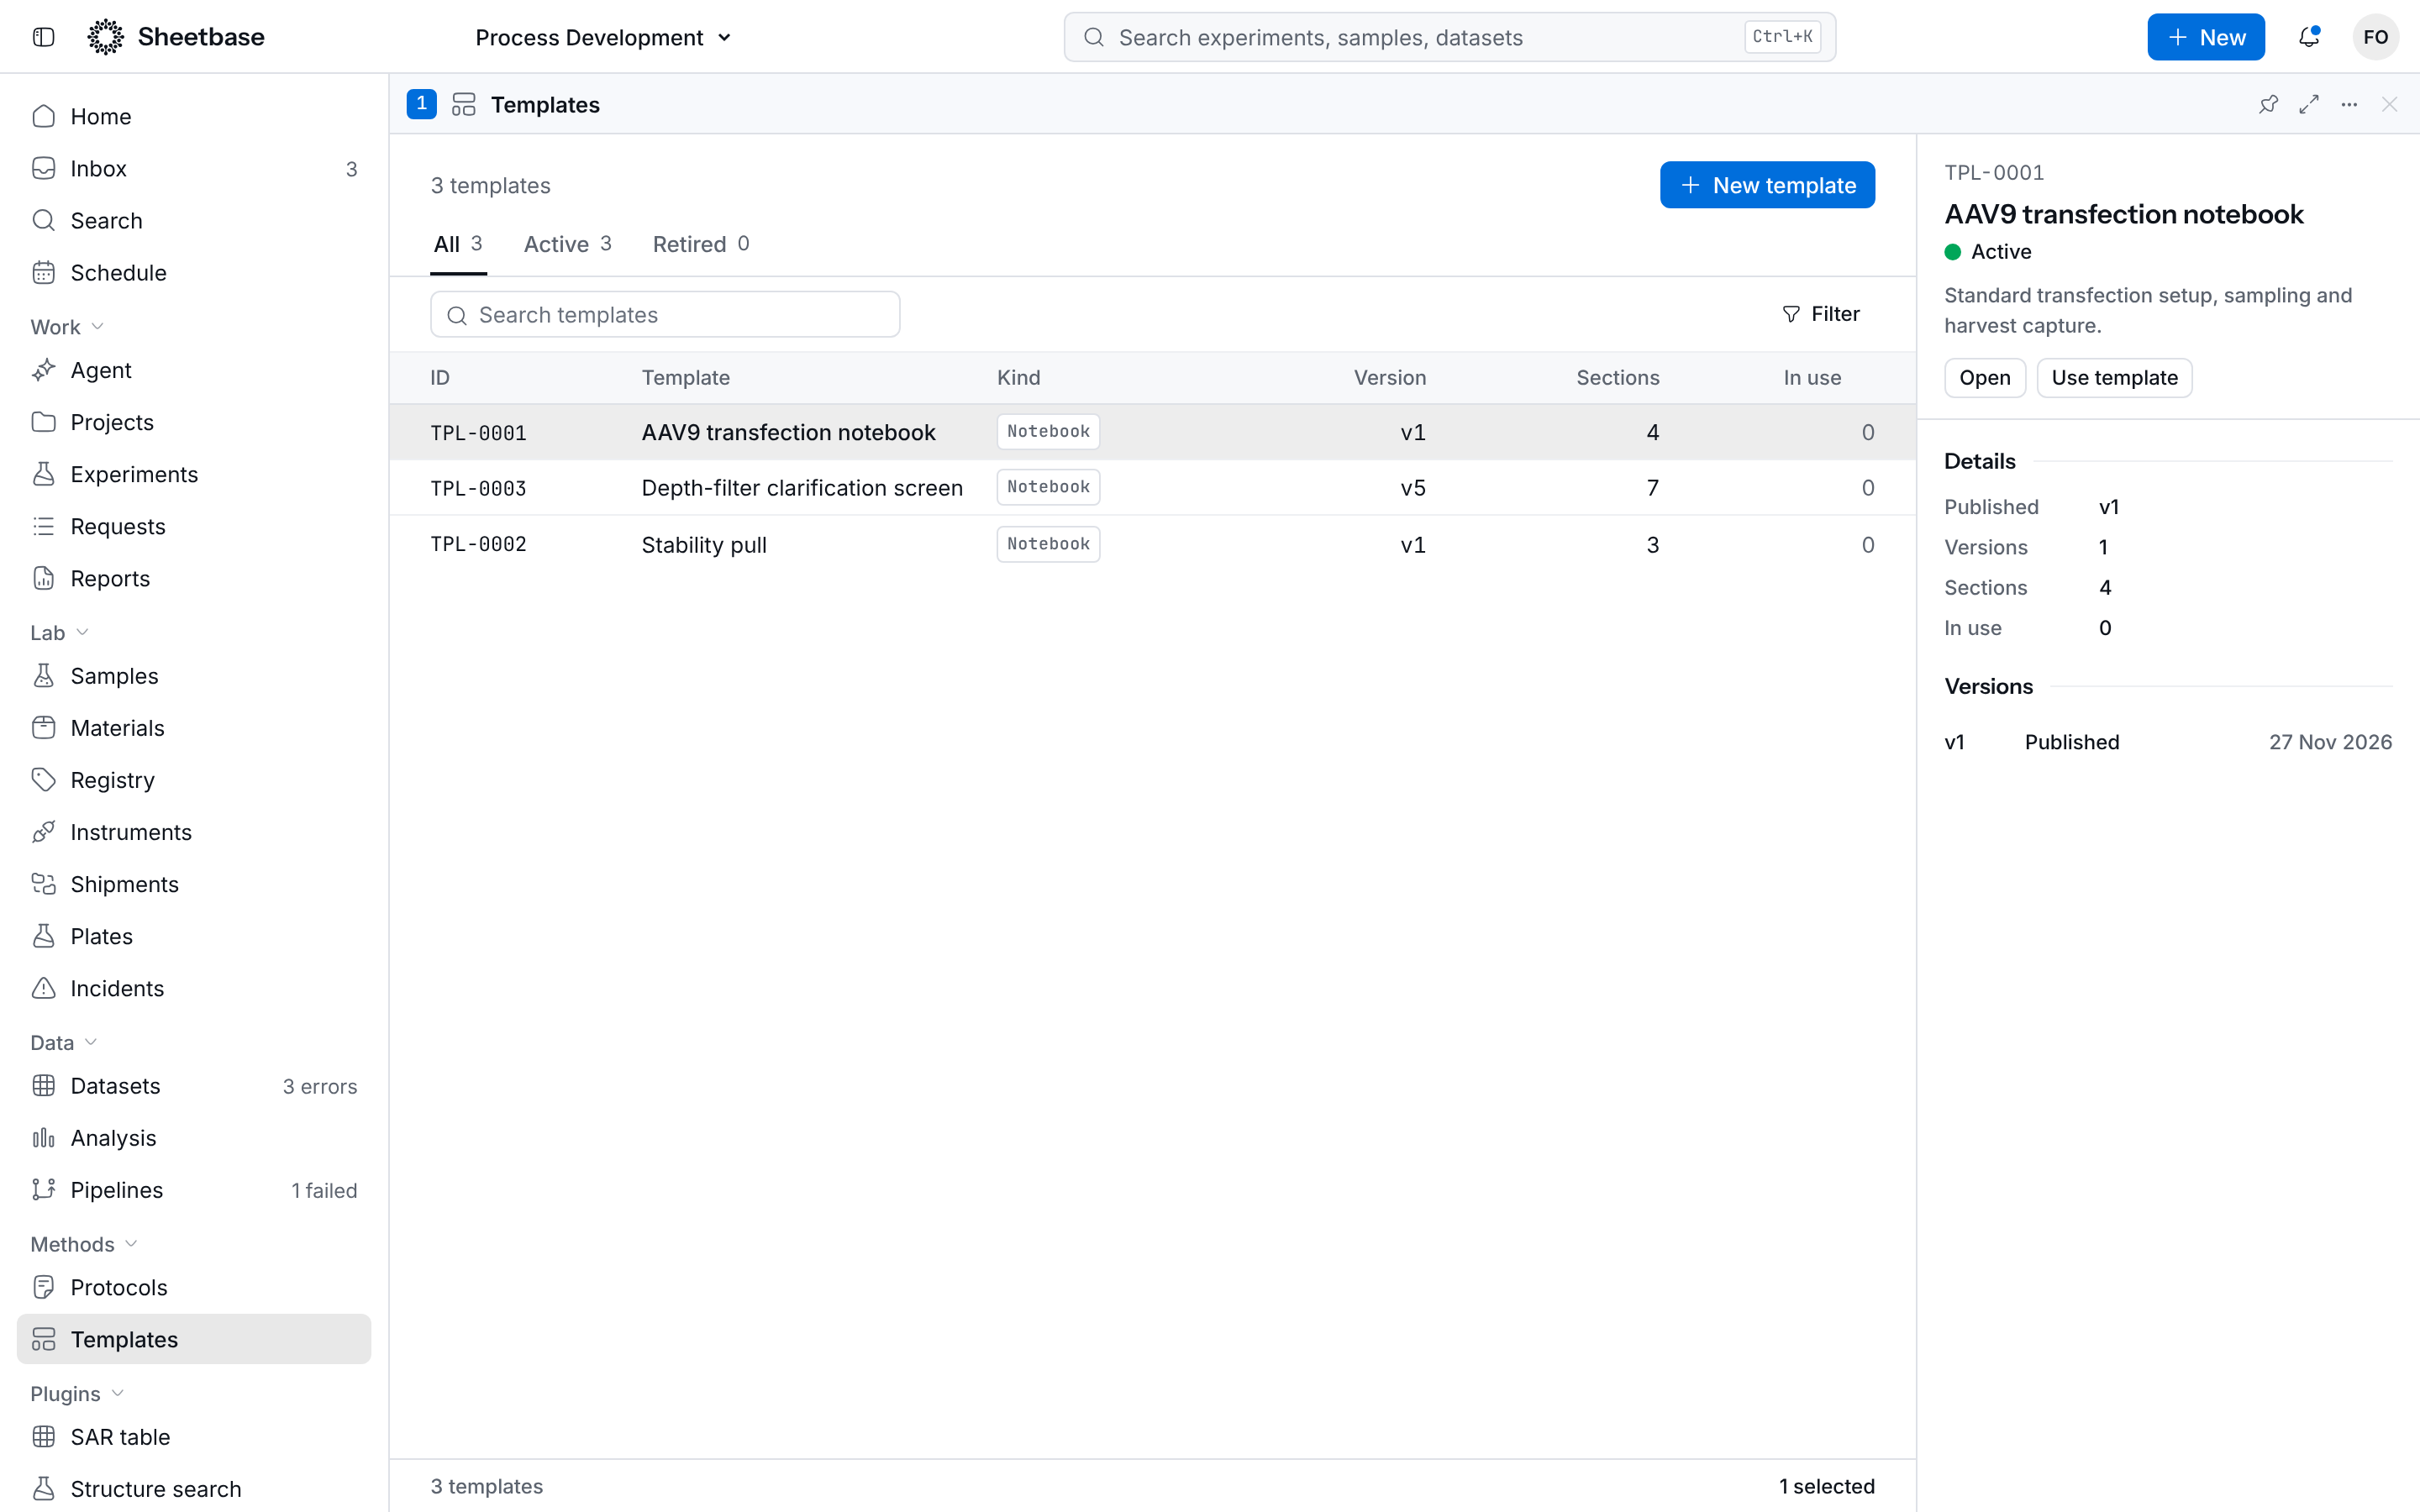 Sheetbase
Process Development
Search experiments, samples, datasets
Ctrl+K
New
FO
Home
Inbox 3
Search
Schedule
Work
Agent
Projects
Experiments
Requests
Reports
Lab
Samples
Materials
Registry
Instruments
Shipments
Plates
Incidents
Data
Datasets 3 errors
Analysis
Pipelines 1 failed
Methods
Protocols
Templates
Plugins
SAR table
Structure search
1 Templates
3 templates
New template
All 3 Active 3 Retired 0
Search templates
Filter
ID Template Kind Version Sections In use
TPL-0001 AAV9 transfection notebook Notebook v1 4 0
TPL-0003 Depth-filter clarification screen Notebook v5 7 0
TPL-0002 Stability pull Notebook v1 3 0
3 templates 1 selected
TPL-0001
AAV9 transfection notebook
Active
Standard transfection setup, sampling and
harvest capture.
Open Use template
Details
Published v1
Versions 1
Sections 4
In use 0
Versions
v1 Published 27 Nov 2026